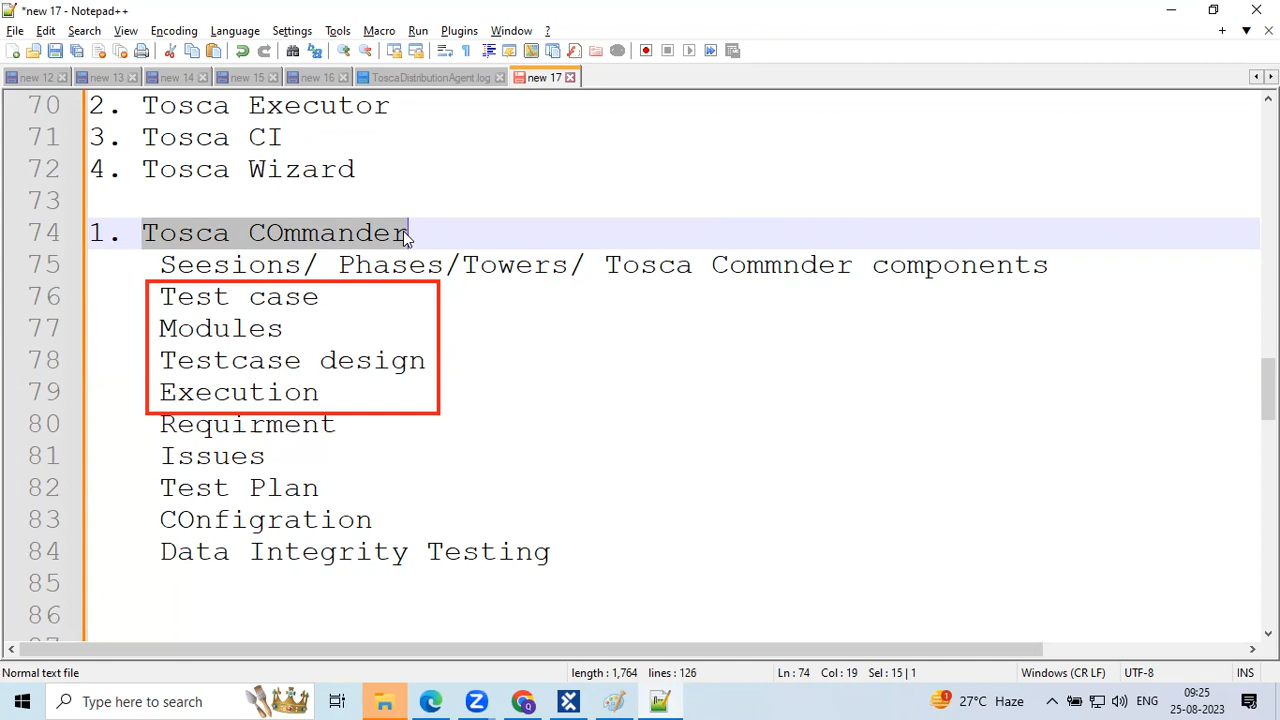 *new 17 - Notepad++
File Edit Search View Encoding Language Settings Tools Macro Run Plugins Window ?
new 12 new 13 new 14 new 15 new 16 ToscaDistributionAgent.log new 17
70 2. Tosca Executor
71 3. Tosca CI
72 4. Tosca Wizard
73
74 1. Tosca COmmander
75 Seesions/ Phases/Towers/ Tosca Commnder components
76 Test case
77 Modules
78 Testcase design
79 Execution
80 Requirment
81 Issues
82 Test Plan
83 COnfigration
84 Data Integrity Testing
85
86
Normal text file length : 1,764 lines : 126 Ln : 74 Col : 19 Sel : 15 | 1 Windows (CR LF) UTF-8 INS
Type here to search 27°C Haze ENG 09:25
25-08-2023